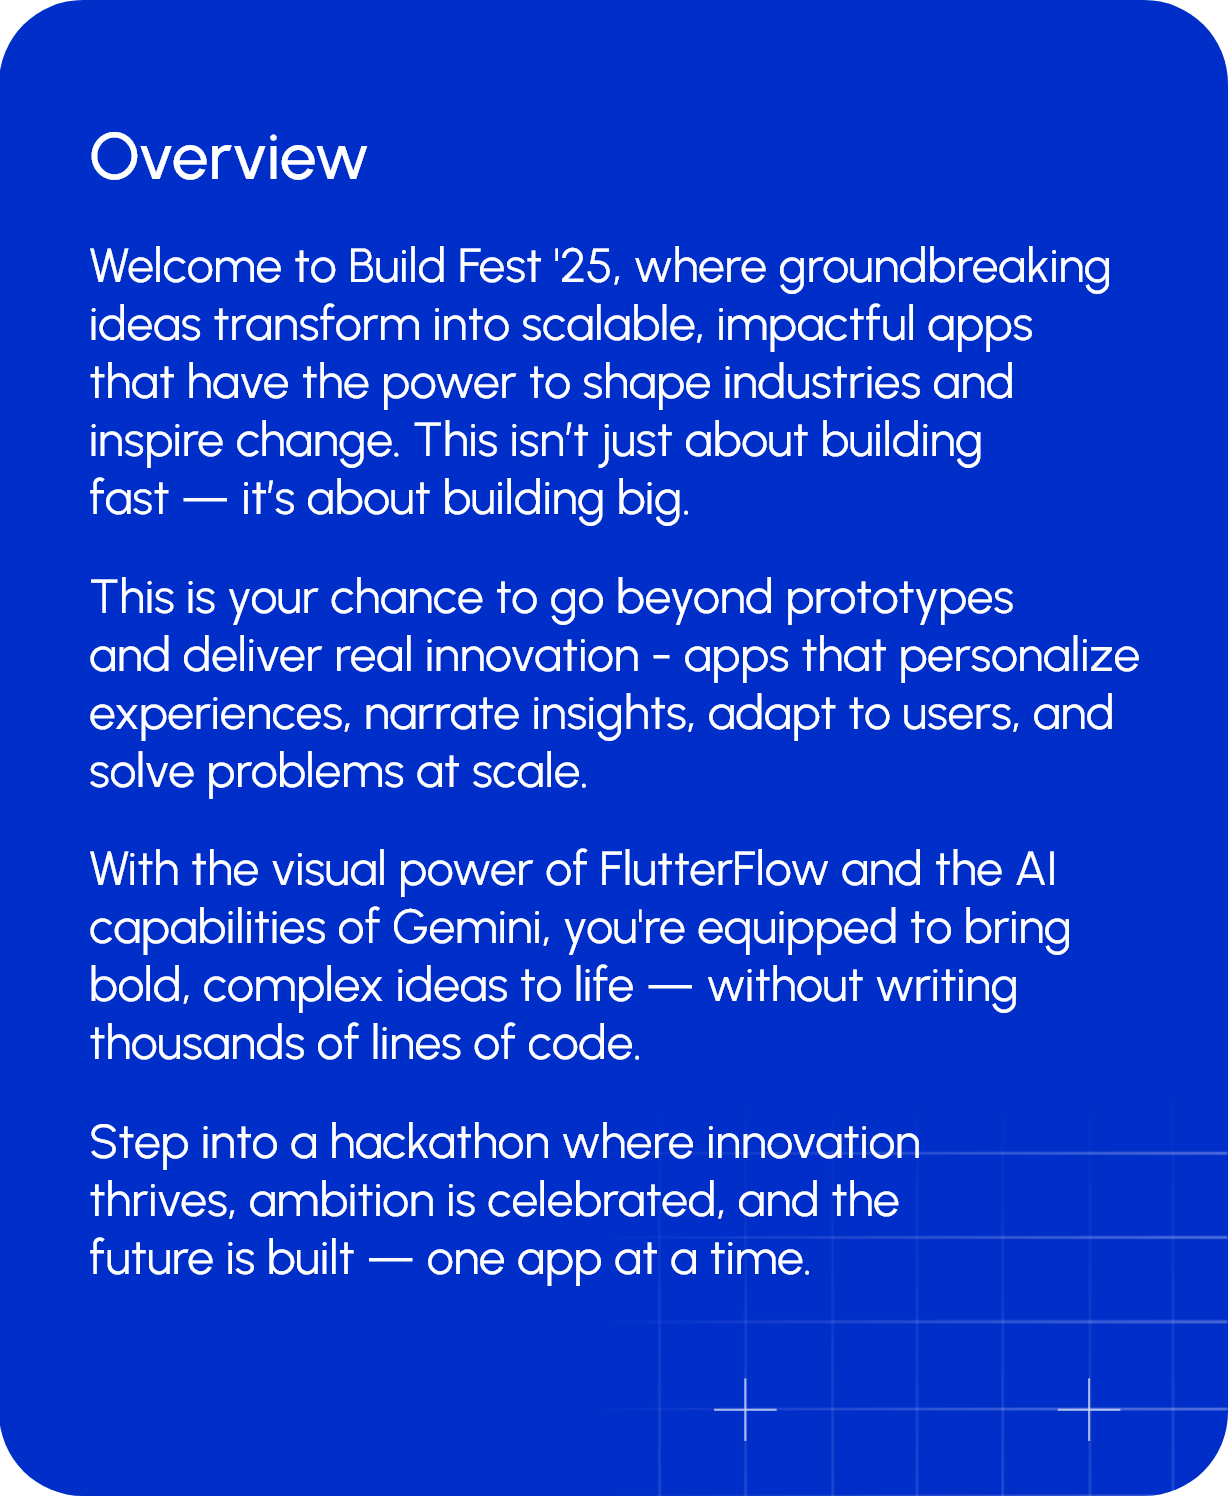 Overview
Welcome to Build Fest '25, where groundbreaking
ideas transform into scalable, impactful apps
that have the power to shape industries and
inspire change. This isn’t just about building
fast — it’s about building big.
This is your chance to go beyond prototypes
and deliver real innovation - apps that personalize
experiences, narrate insights, adapt to users, and
solve problems at scale.
With the visual power of FlutterFlow and the AI
capabilities of Gemini, you're equipped to bring
bold, complex ideas to life — without writing
thousands of lines of code.
Step into a hackathon where innovation
thrives, ambition is celebrated, and the
future is built — one app at a time.